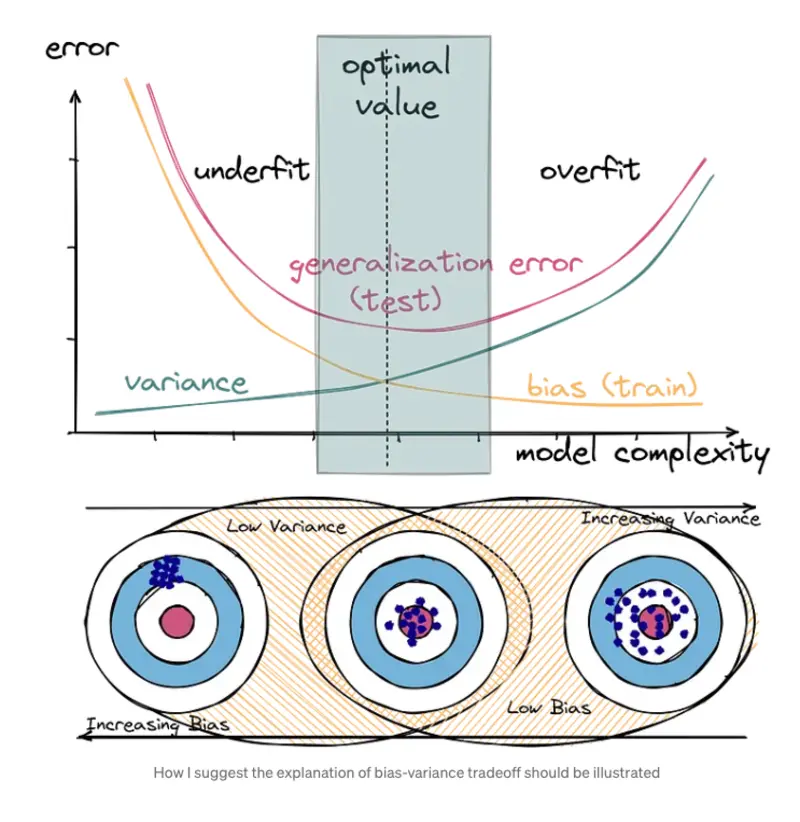 error
optimal
value
underfit
overfit
generalization error
(test)
variance
bias (train)
model complexity
Low Variance
Increasing Variance
Low Bias
Increasing Bias
How I suggest the explanation of bias-variance tradeoff should be illustrated